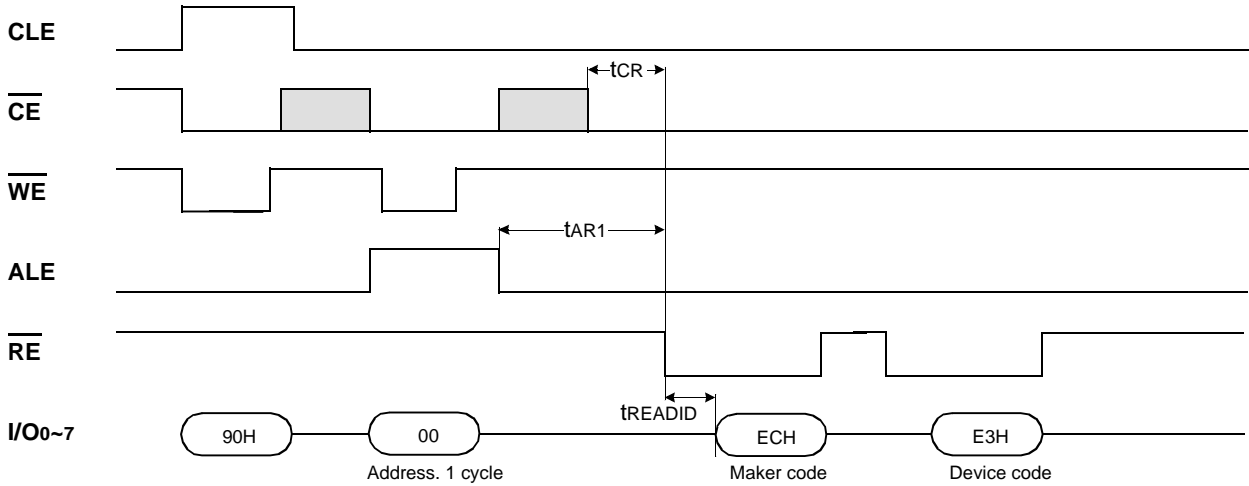 CLE
tCR
CE
WE
tAR1
ALE
RE
tREADID
I/O0~7
90H
00
ECH
E3H
Address. 1 cycle
Maker code
Device code